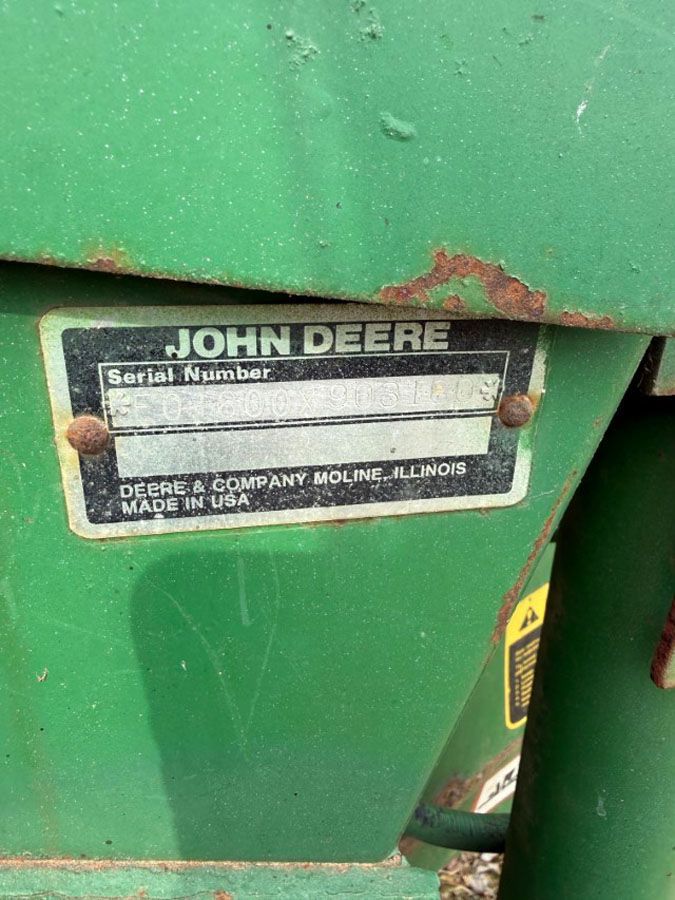 JOHN DEERE
Serial Number
DEERE & COMPANY MOLINE, ILLINOIS
MADE IN USA